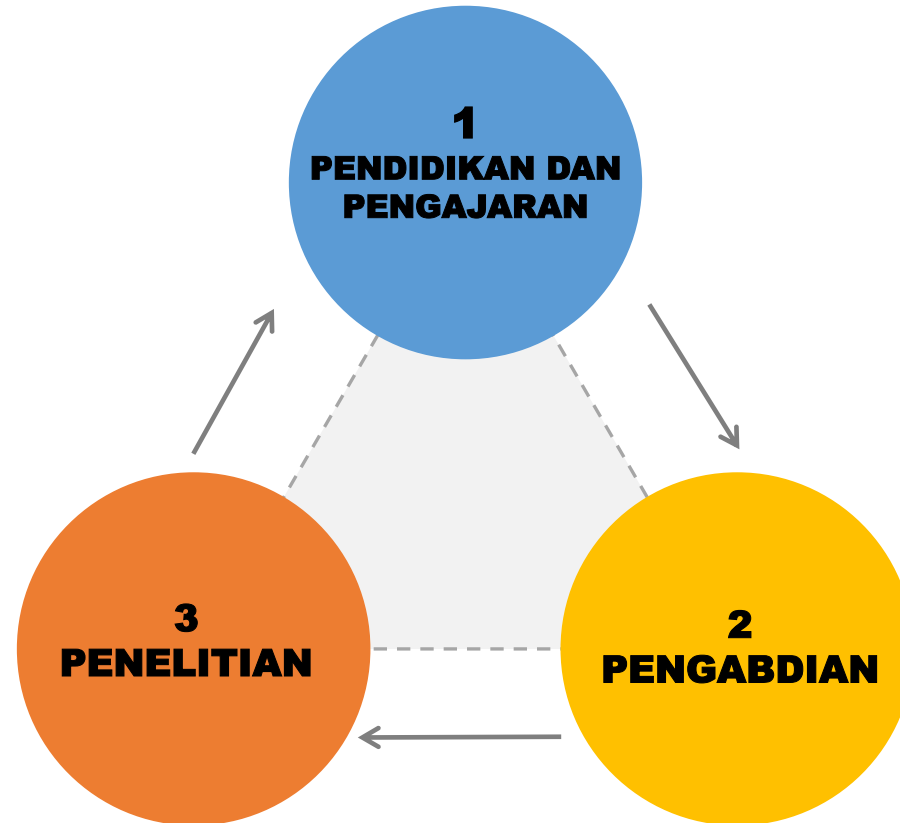 1
PENDIDIKAN DAN
PENGAJARAN
2
PENGABDIAN
3
PENELITIAN